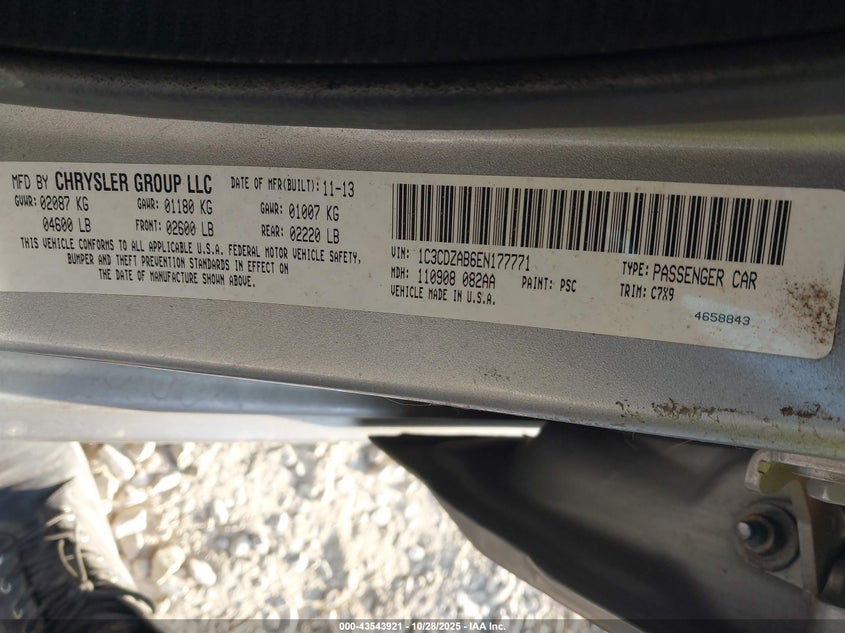 MFD BY CHRYSLER GROUP LLC DATE OF MFR(BUILT): 11-13
GVWR: 02087 KG GAWR: 01180 KG GAWR: 01007 KG
04600 LB FRONT: 02600 LB REAR: 02220 LB
THIS VEHICLE CONFORMS TO ALL APPLICABLE U.S.A. FEDERAL MOTOR VEHICLE SAFETY,
BUMPER AND THEFT PREVENTION STANDARDS IN EFFECT ON
THE DATE OF MANUFACTURE SHOWN ABOVE.
VIN: 1C3CDZAB6EN177771 TYPE: PASSENGER CAR
MDH: 110908 082AA PAINT: PSC TRIM: C7X9
VEHICLE MADE IN U.S.A. 4658843
000-43543921 | 10/28/2025 - IAA Inc.